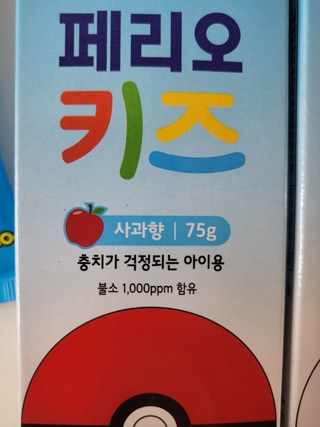 페리오
키즈
사과향 | 75g
충치가 걱정되는 아이용
불소 1,000ppm 함유